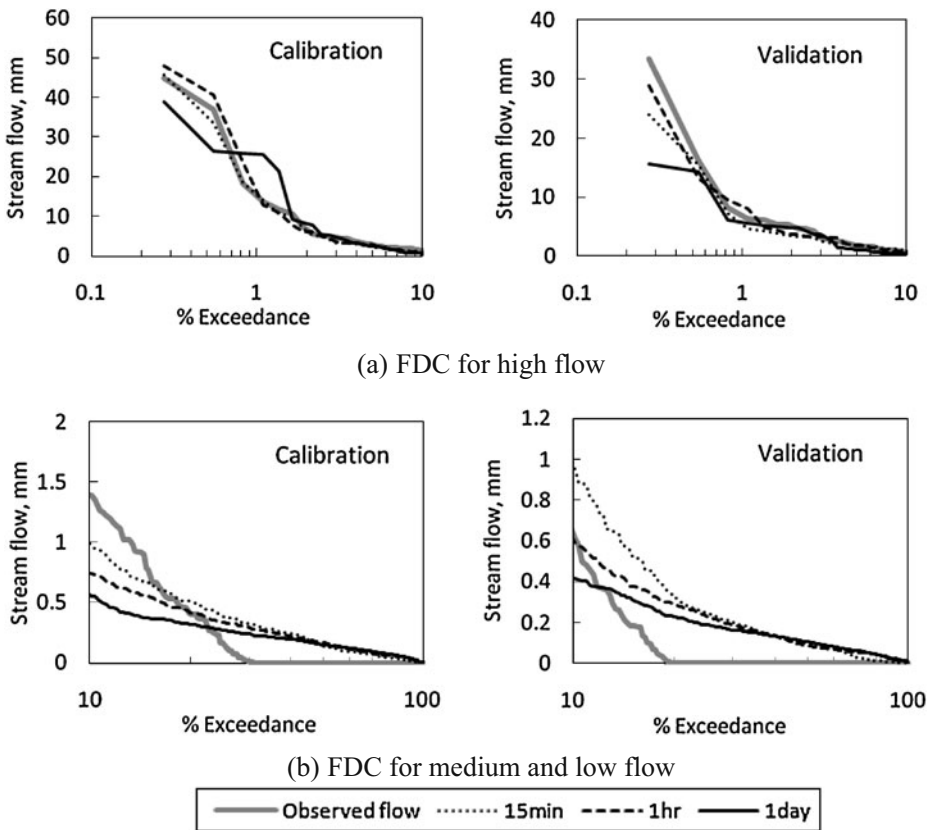 60
50
40
30
20
10
0
Stream flow, mm
Calibration
0.1 1 10
% Exceedance
40
30
20
10
0
Stream flow, mm
Validation
0.1 1 10
% Exceedance
(a) FDC for high flow
2
1.5
1
0.5
0
Stream flow, mm
Calibration
10 100
% Exceedance
1.2
1
0.8
0.6
0.4
0.2
0
Stream flow, mm
Validation
10 100
% Exceedance
(b) FDC for medium and low flow
Observed flow 15min 1hr 1day